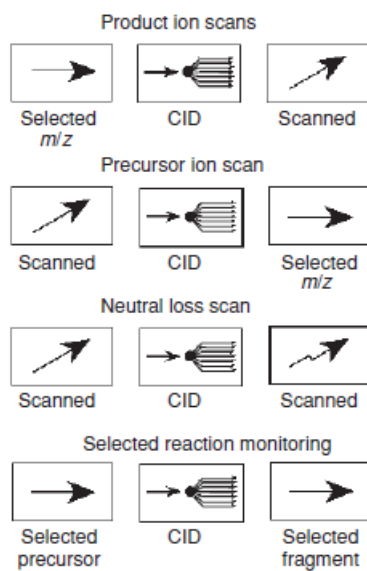 Product ion scans
Selected m/z
CID
Scanned
Precursor ion scan
Scanned
CID
Selected m/z
Neutral loss scan
Scanned
CID
Scanned
Selected reaction monitoring
Selected precursor
CID
Selected fragment